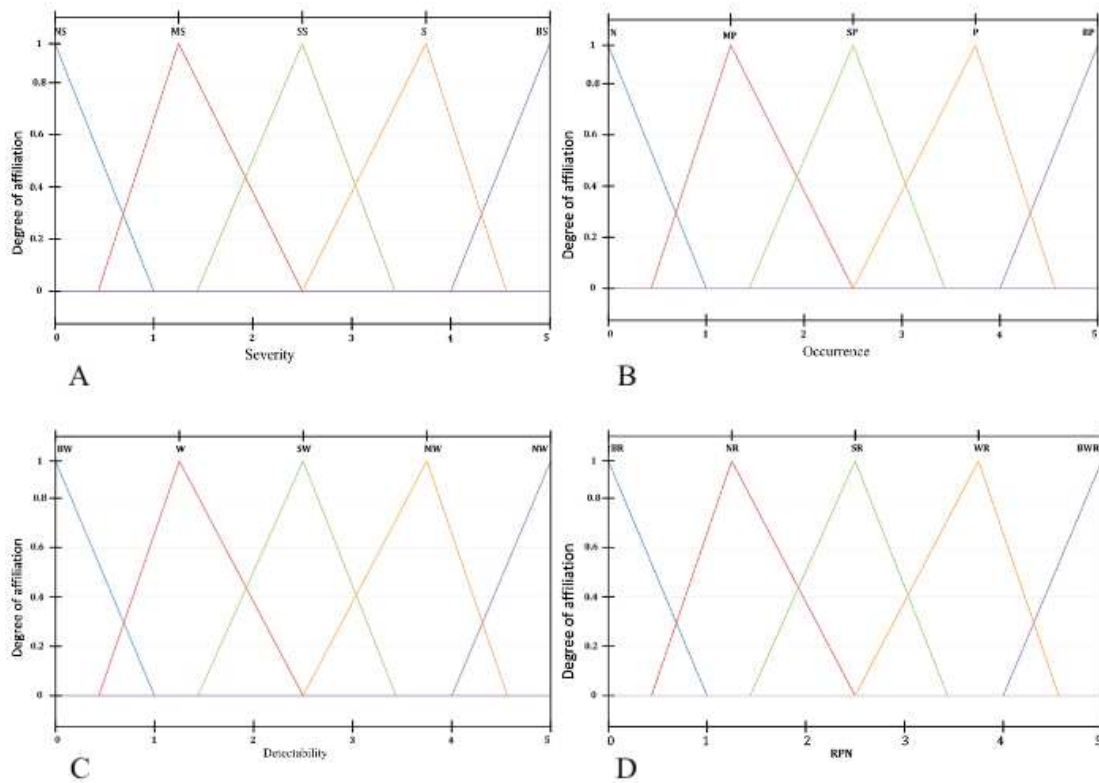 NS MS SS S BS
1
0.8
0.6
0.4
0.2
0
Degree of affiliation
0 1 2 3 4 5
Severity
A
N MP SP P BP
1
0.8
0.6
0.4
0.2
0
Degree of affiliation
0 1 2 3 4 5
Occurrence
B
BW W SW NW NW
1
0.8
0.6
0.4
0.2
0
Degree of affiliation
0 1 2 3 4 5
Detectability
C
BR NR SR WR BWR
1
0.8
0.6
0.4
0.2
0
Degree of affiliation
0 1 2 3 4 5
RPN
D